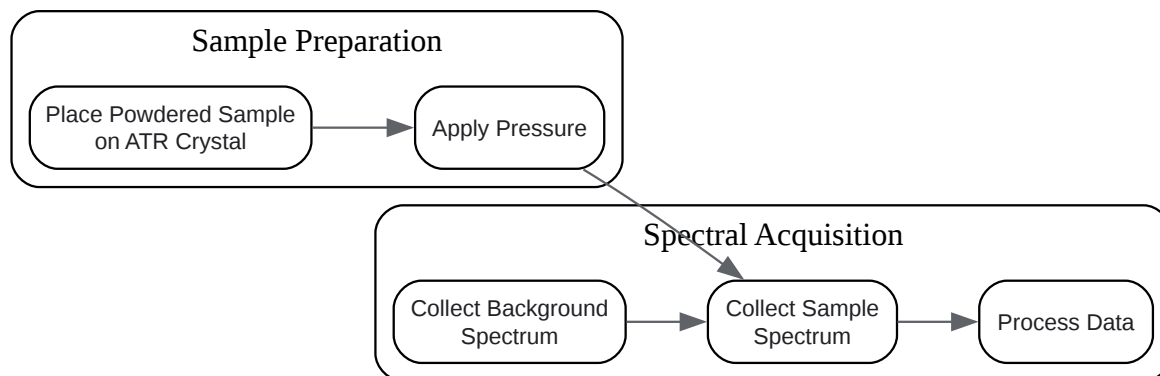 Sample Preparation
Place Powdered Sample
on ATR Crystal
Apply Pressure
Spectral Acquisition
Collect Background
Spectrum
Collect Sample
Spectrum
Process Data